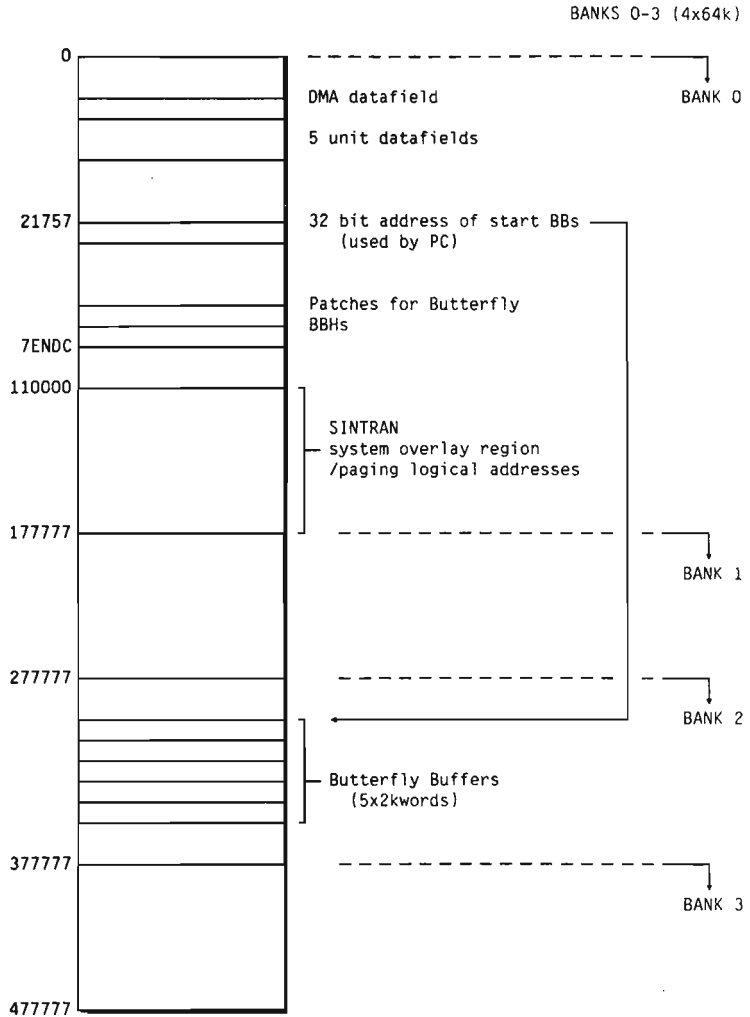 BANKS 0-3 (4x64k)
0
DMA datafield
BANK 0
5 unit datafields
21757
32 bit address of start BBs
(used by PC)
Patches for Butterfly
BBHs
7ENDC
110000
SINTRAN
system overlay region
/paging logical addresses
177777
BANK 1
277777
BANK 2
Butterfly Buffers
(5x2kwords)
377777
BANK 3
477777